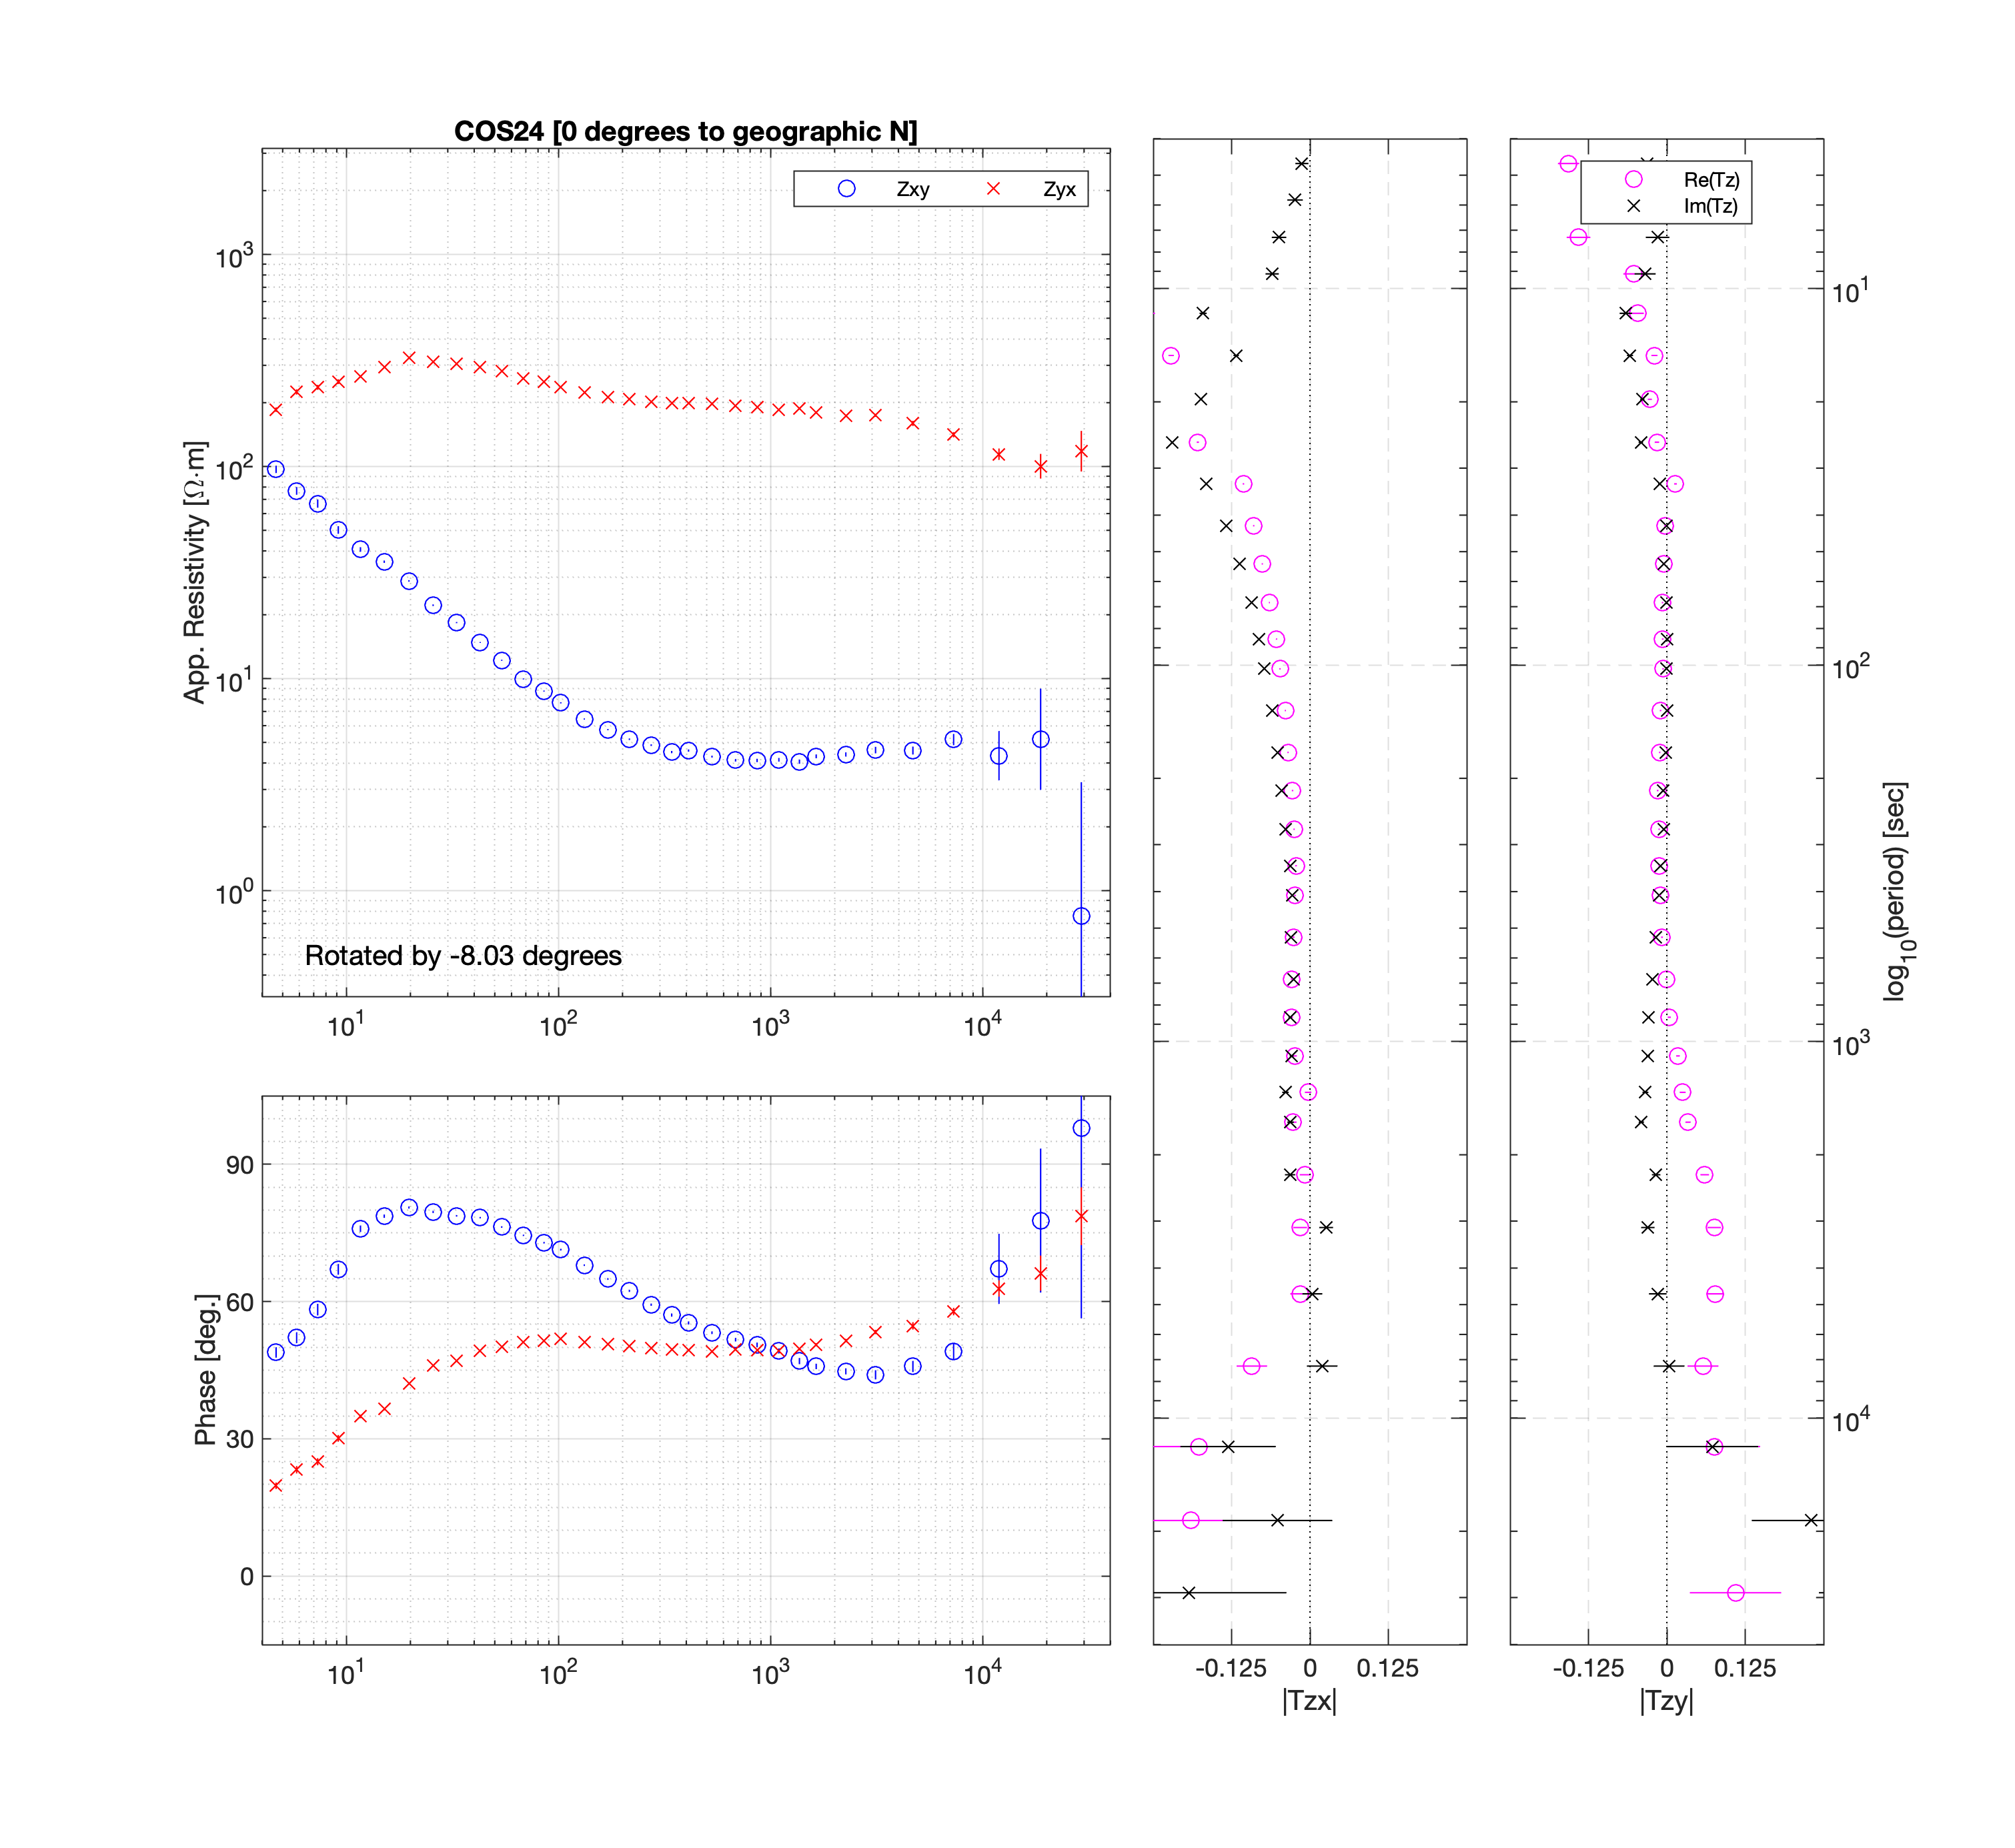 COS24 [0 degrees to geographic N]
Zxy Zyx
10³
10²
10¹
10⁰
App. Resistivity [Ω·m]
Rotated by -8.03 degrees
10¹ 10² 10³ 10⁴
90
60
30
0
Phase [deg.]
10¹ 10² 10³ 10⁴
-0.125 0 0.125
|Tzx|
Re(Tz)
Im(Tz)
-0.125 0 0.125
|Tzy|
10¹
10²
10³
10⁴
log₁₀(period) [sec]